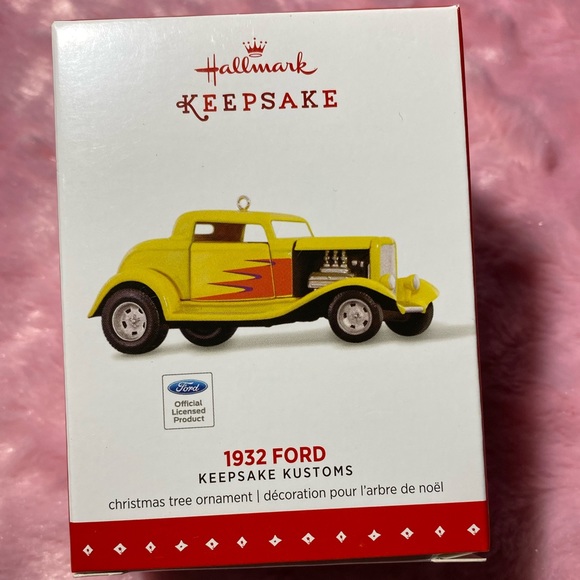 Hallmark
KEEPSAKE
Ford
Official
Licensed
Product
1932 FORD
KEEPSAKE KUSTOMS
christmas tree ornament | décoration pour l'arbre de noël